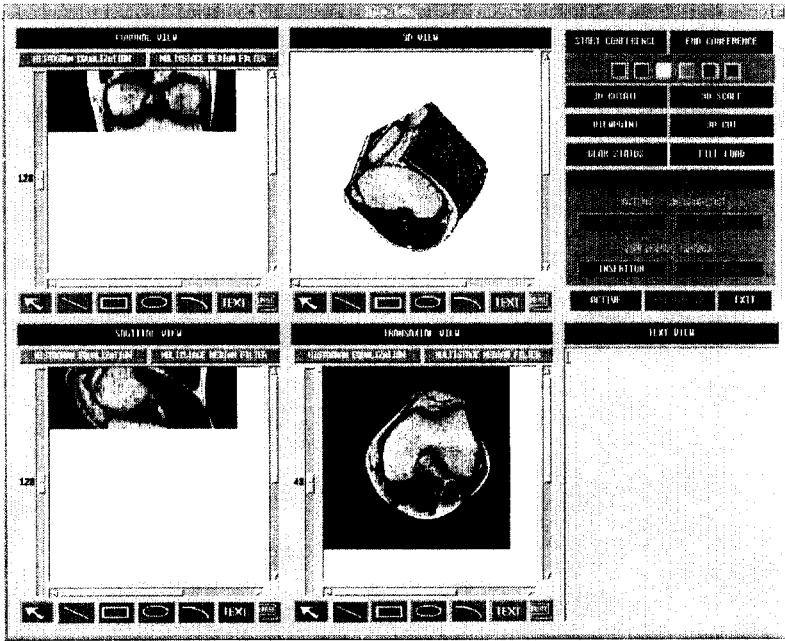 CORONAL VIEW
HISTOGRAM EQUALIZATION MULTISTAGE MEDIAN FILTER
128
TEXT
3D VIEW
TEXT
START CONFERENCE END CONFERENCE
3D ROTATE 3D SCALE
VIEWPOINT 3D CUT
CLEAR STATUS FILE LOAD
INSERTION
ACTIVE EXIT
SAGITTAL VIEW
HISTOGRAM EQUALIZATION MULTISTAGE MEDIAN FILTER
128
TEXT
TRANSAXIAL VIEW
HISTOGRAM EQUALIZATION MULTISTAGE MEDIAN FILTER
48
TEXT
TEXT VIEW